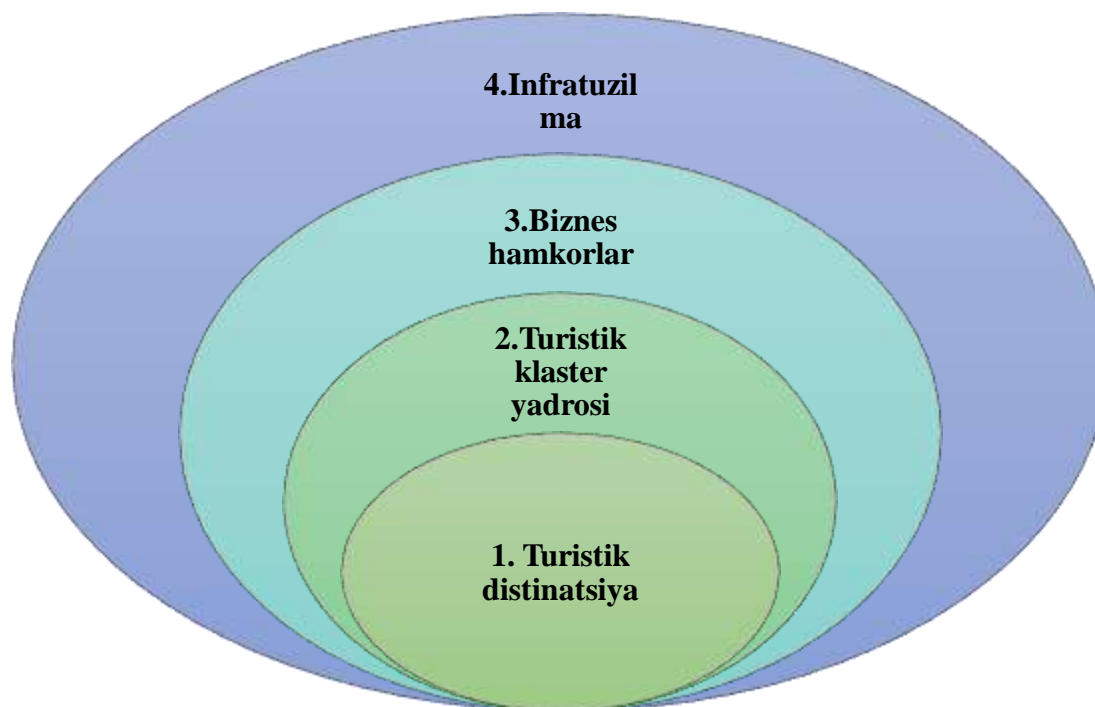 4.Infratuzil
ma
3.Biznes
hamkorlar
2.Turistik
klaster
yadrosi
1. Turistik
distinatsiya